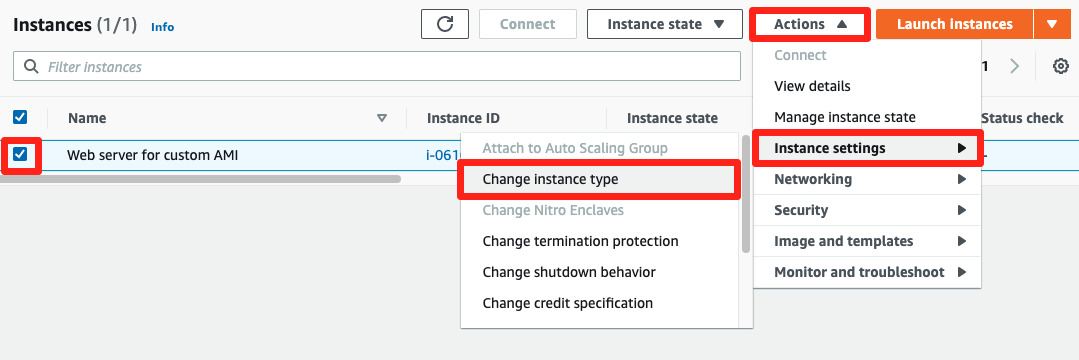 Instances (1/1) Info
Connect
Instance state
Actions
Launch instances
Filter instances
1
Name
Instance ID
Instance state
Status check
Web server for custom AMI
i-061
-
Connect
View details
Manage instance state
Instance settings
Networking
Security
Image and templates
Monitor and troubleshoot
Attach to Auto Scaling Group
Change instance type
Change Nitro Enclaves
Change termination protection
Change shutdown behavior
Change credit specification